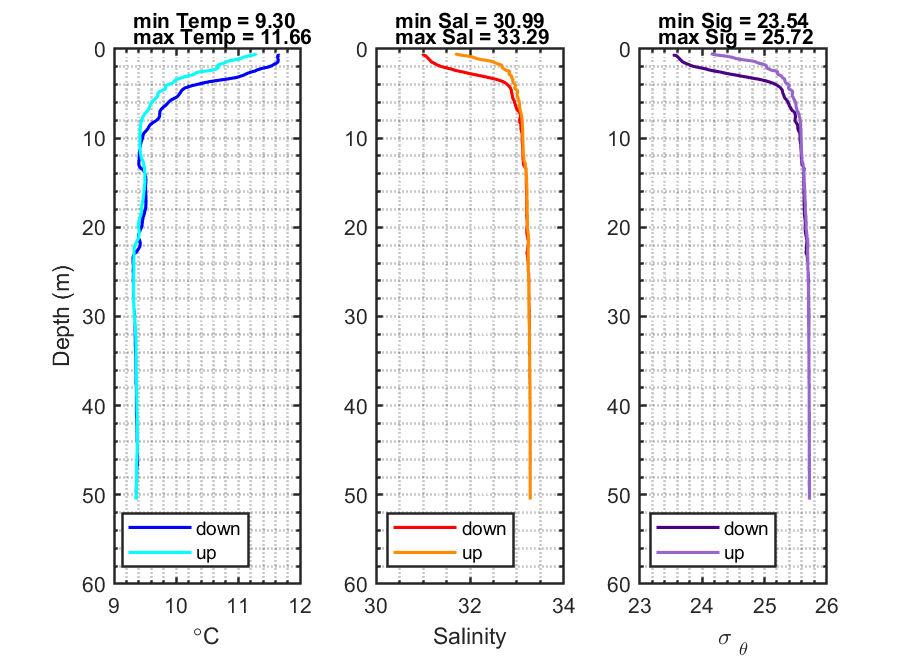 min Temp = 9.30
max Temp = 11.66
min Sal = 30.99
max Sal = 33.29
min Sig = 23.54
max Sig = 25.72
Depth (m)
0
10
20
30
40
50
60
9
10
11
12
°C
down
up
0
10
20
30
40
50
60
30
32
34
Salinity
down
up
0
10
20
30
40
50
60
23
24
25
26
σ θ
down
up